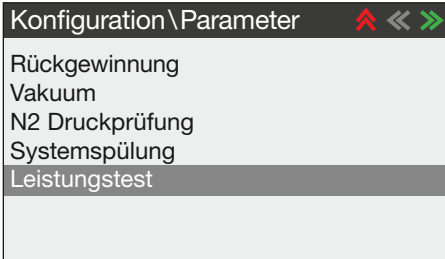 Konfiguration\Parameter
Rückgewinnung
Vakuum
N2 Druckprüfung
Systemspülung
Leistungstest